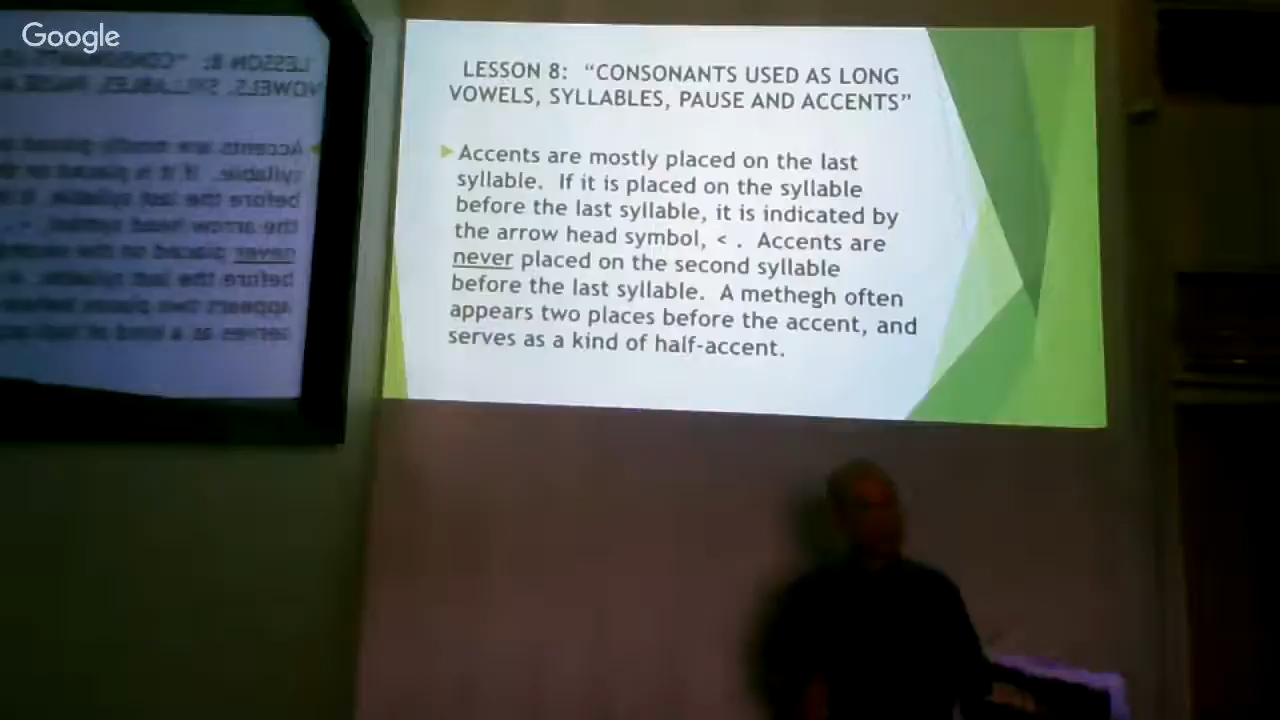 Google
LESSON 8: “CONSONANTS USED AS LONG
VOWELS, SYLLABLES, PAUSE AND ACCENTS”
Accents are mostly placed on the last
syllable. If it is placed on the syllable
before the last syllable, it is indicated by
the arrow head symbol, < . Accents are
never placed on the second syllable
before the last syllable. A methegh often
appears two places before the accent, and
serves as a kind of half-accent.